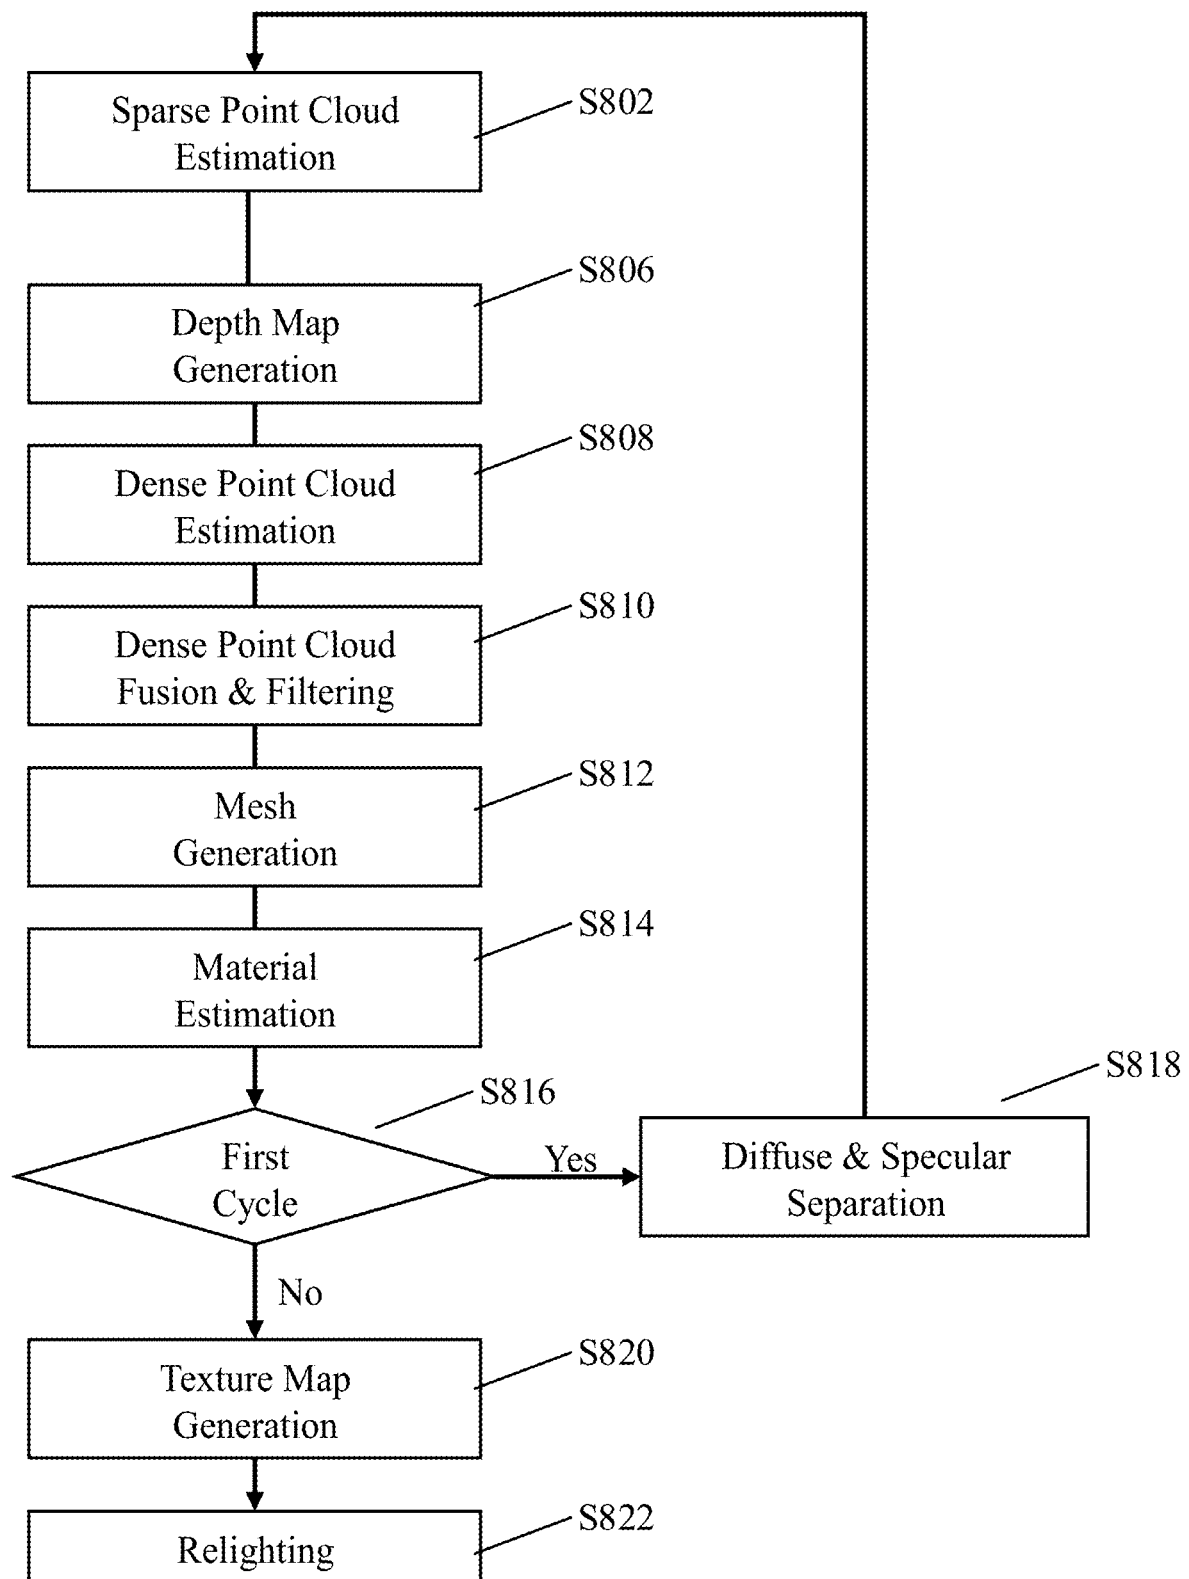 Sparse Point Cloud
Estimation
S802
Depth Map
Generation
S806
Dense Point Cloud
Estimation
S808
Dense Point Cloud
Fusion & Filtering
S810
Mesh
Generation
S812
Material
Estimation
S814
First
Cycle
S816
Yes
Diffuse & Specular
Separation
S818
No
Texture Map
Generation
S820
Relighting
S822